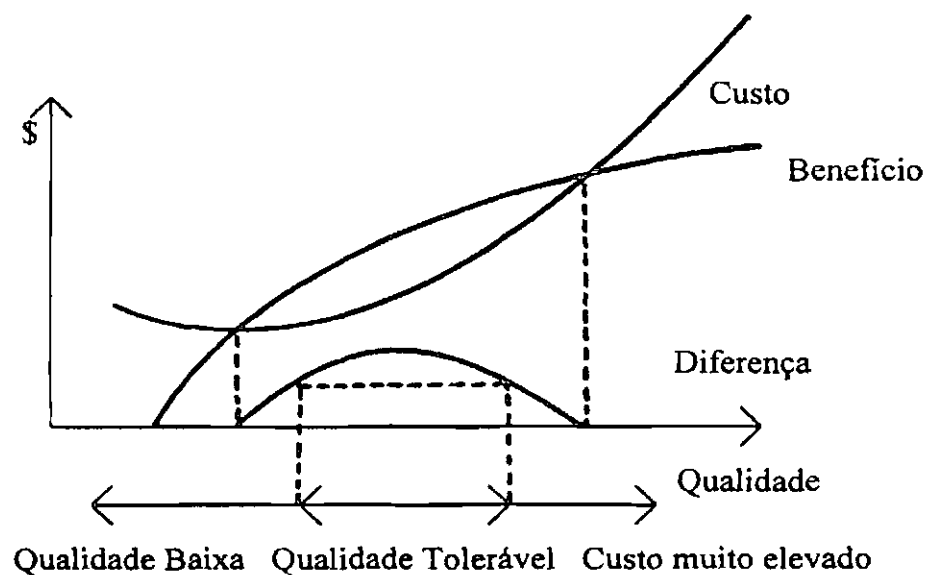 Custo
$
Benefício
Diferença
Qualidade
Qualidade Baixa Qualidade Tolerável Custo muito elevado